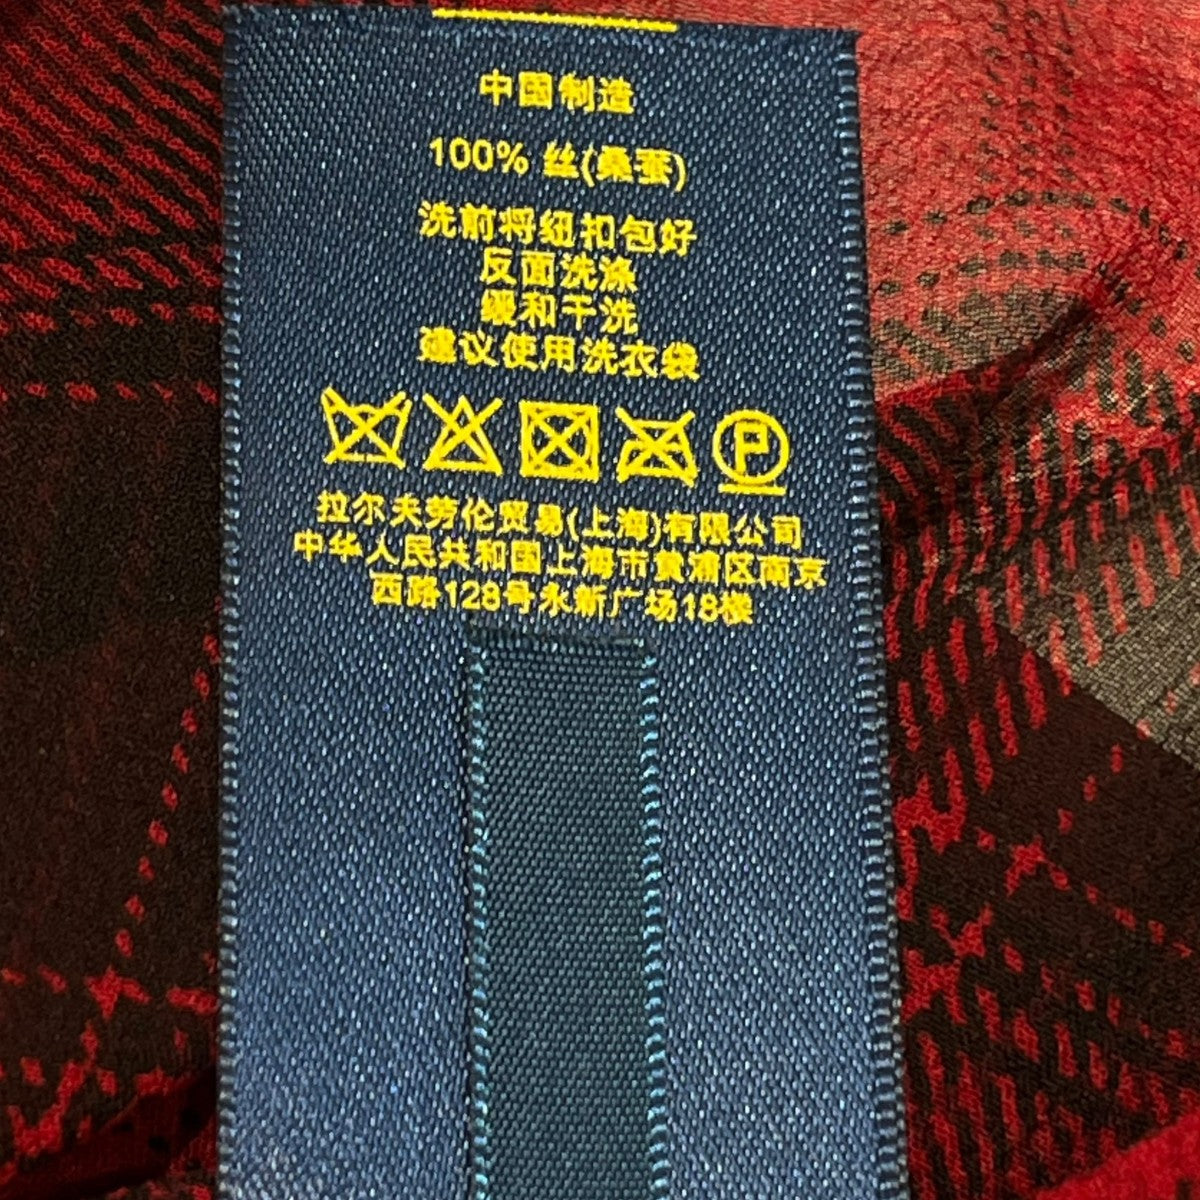 中国制造
100% 丝(桑蚕)
洗前将纽扣包好
反面洗涤
缓和干洗
建议使用洗衣袋
P
拉尔夫劳伦贸易(上海)有限公司
中华人民共和国上海市黄浦区南京
西路128号永新广场18楼